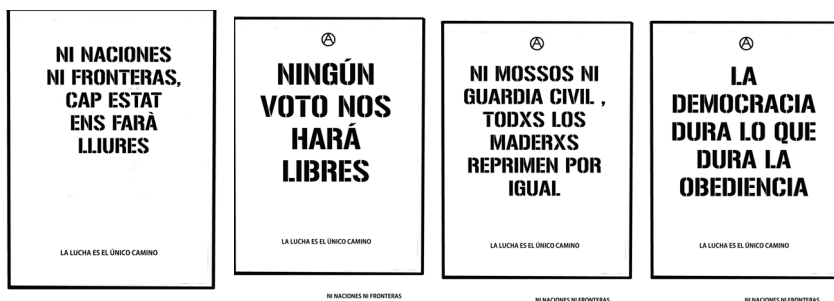 NI NACIONES
NI FRONTERAS,
CAP ESTAT
ENS FARÀ
LLIURES
LA LUCHA ES EL ÚNICO CAMINO
NINGÚN
VOTO NOS
HARÁ
LIBRES
LA LUCHA ES EL ÚNICO CAMINO
NI NACIONES NI FRONTERAS
NI MOSSOS NI
GUARDIA CIVIL ,
TODXS LOS
MADERXS
REPRIMEN POR
IGUAL
LA LUCHA ES EL ÚNICO CAMINO
NI NACIONES NI FRONTERAS
LA
DEMOCRACIA
DURA LO QUE
DURA LA
OBEDIENCIA
LA LUCHA ES EL ÚNICO CAMINO
NI NACIONES NI FRONTERAS